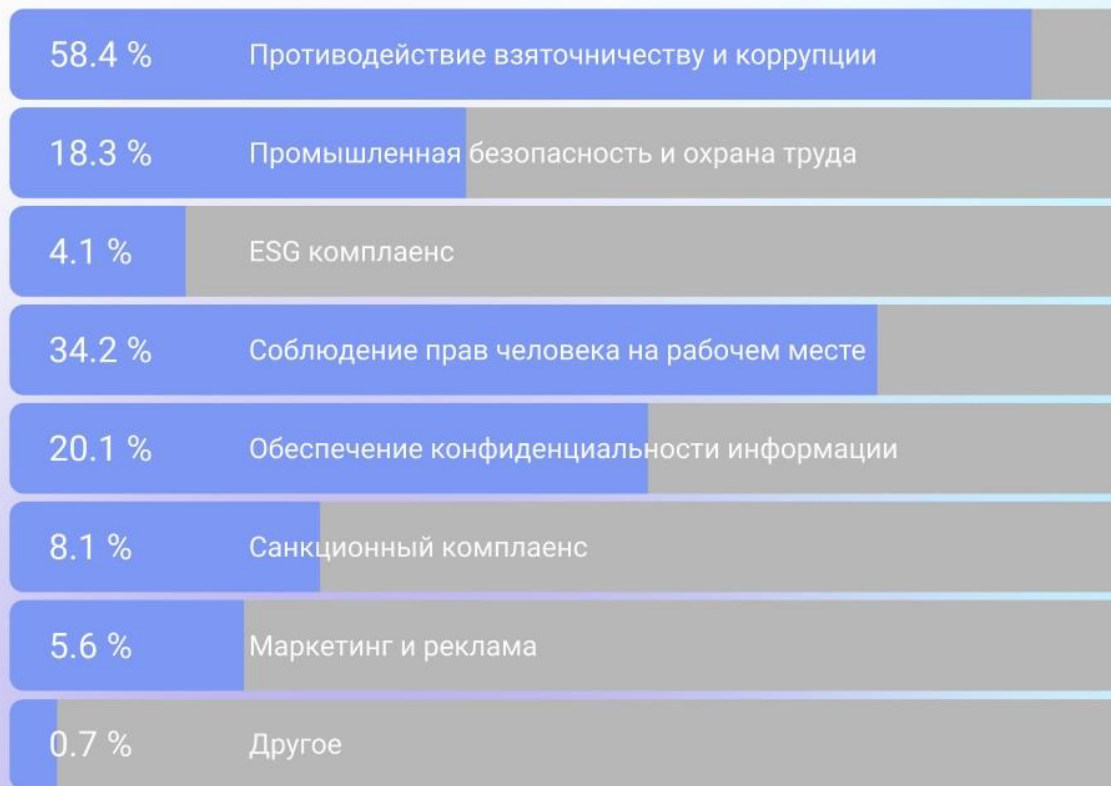 58.4 % Противодействие взяточничеству и коррупции
18.3 % Промышленная безопасность и охрана труда
4.1 % ESG комплаенс
34.2 % Соблюдение прав человека на рабочем месте
20.1 % Обеспечение конфиденциальности информации
8.1 % Санкционный комплаенс
5.6 % Маркетинг и реклама
0.7 % Другое